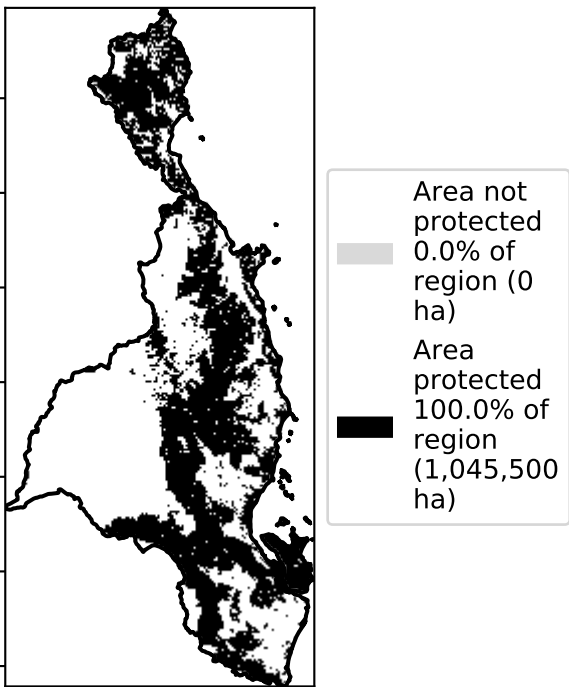 Area not
protected
0.0% of
region (0
ha)
Area
protected
100.0% of
region
(1,045,500
ha)